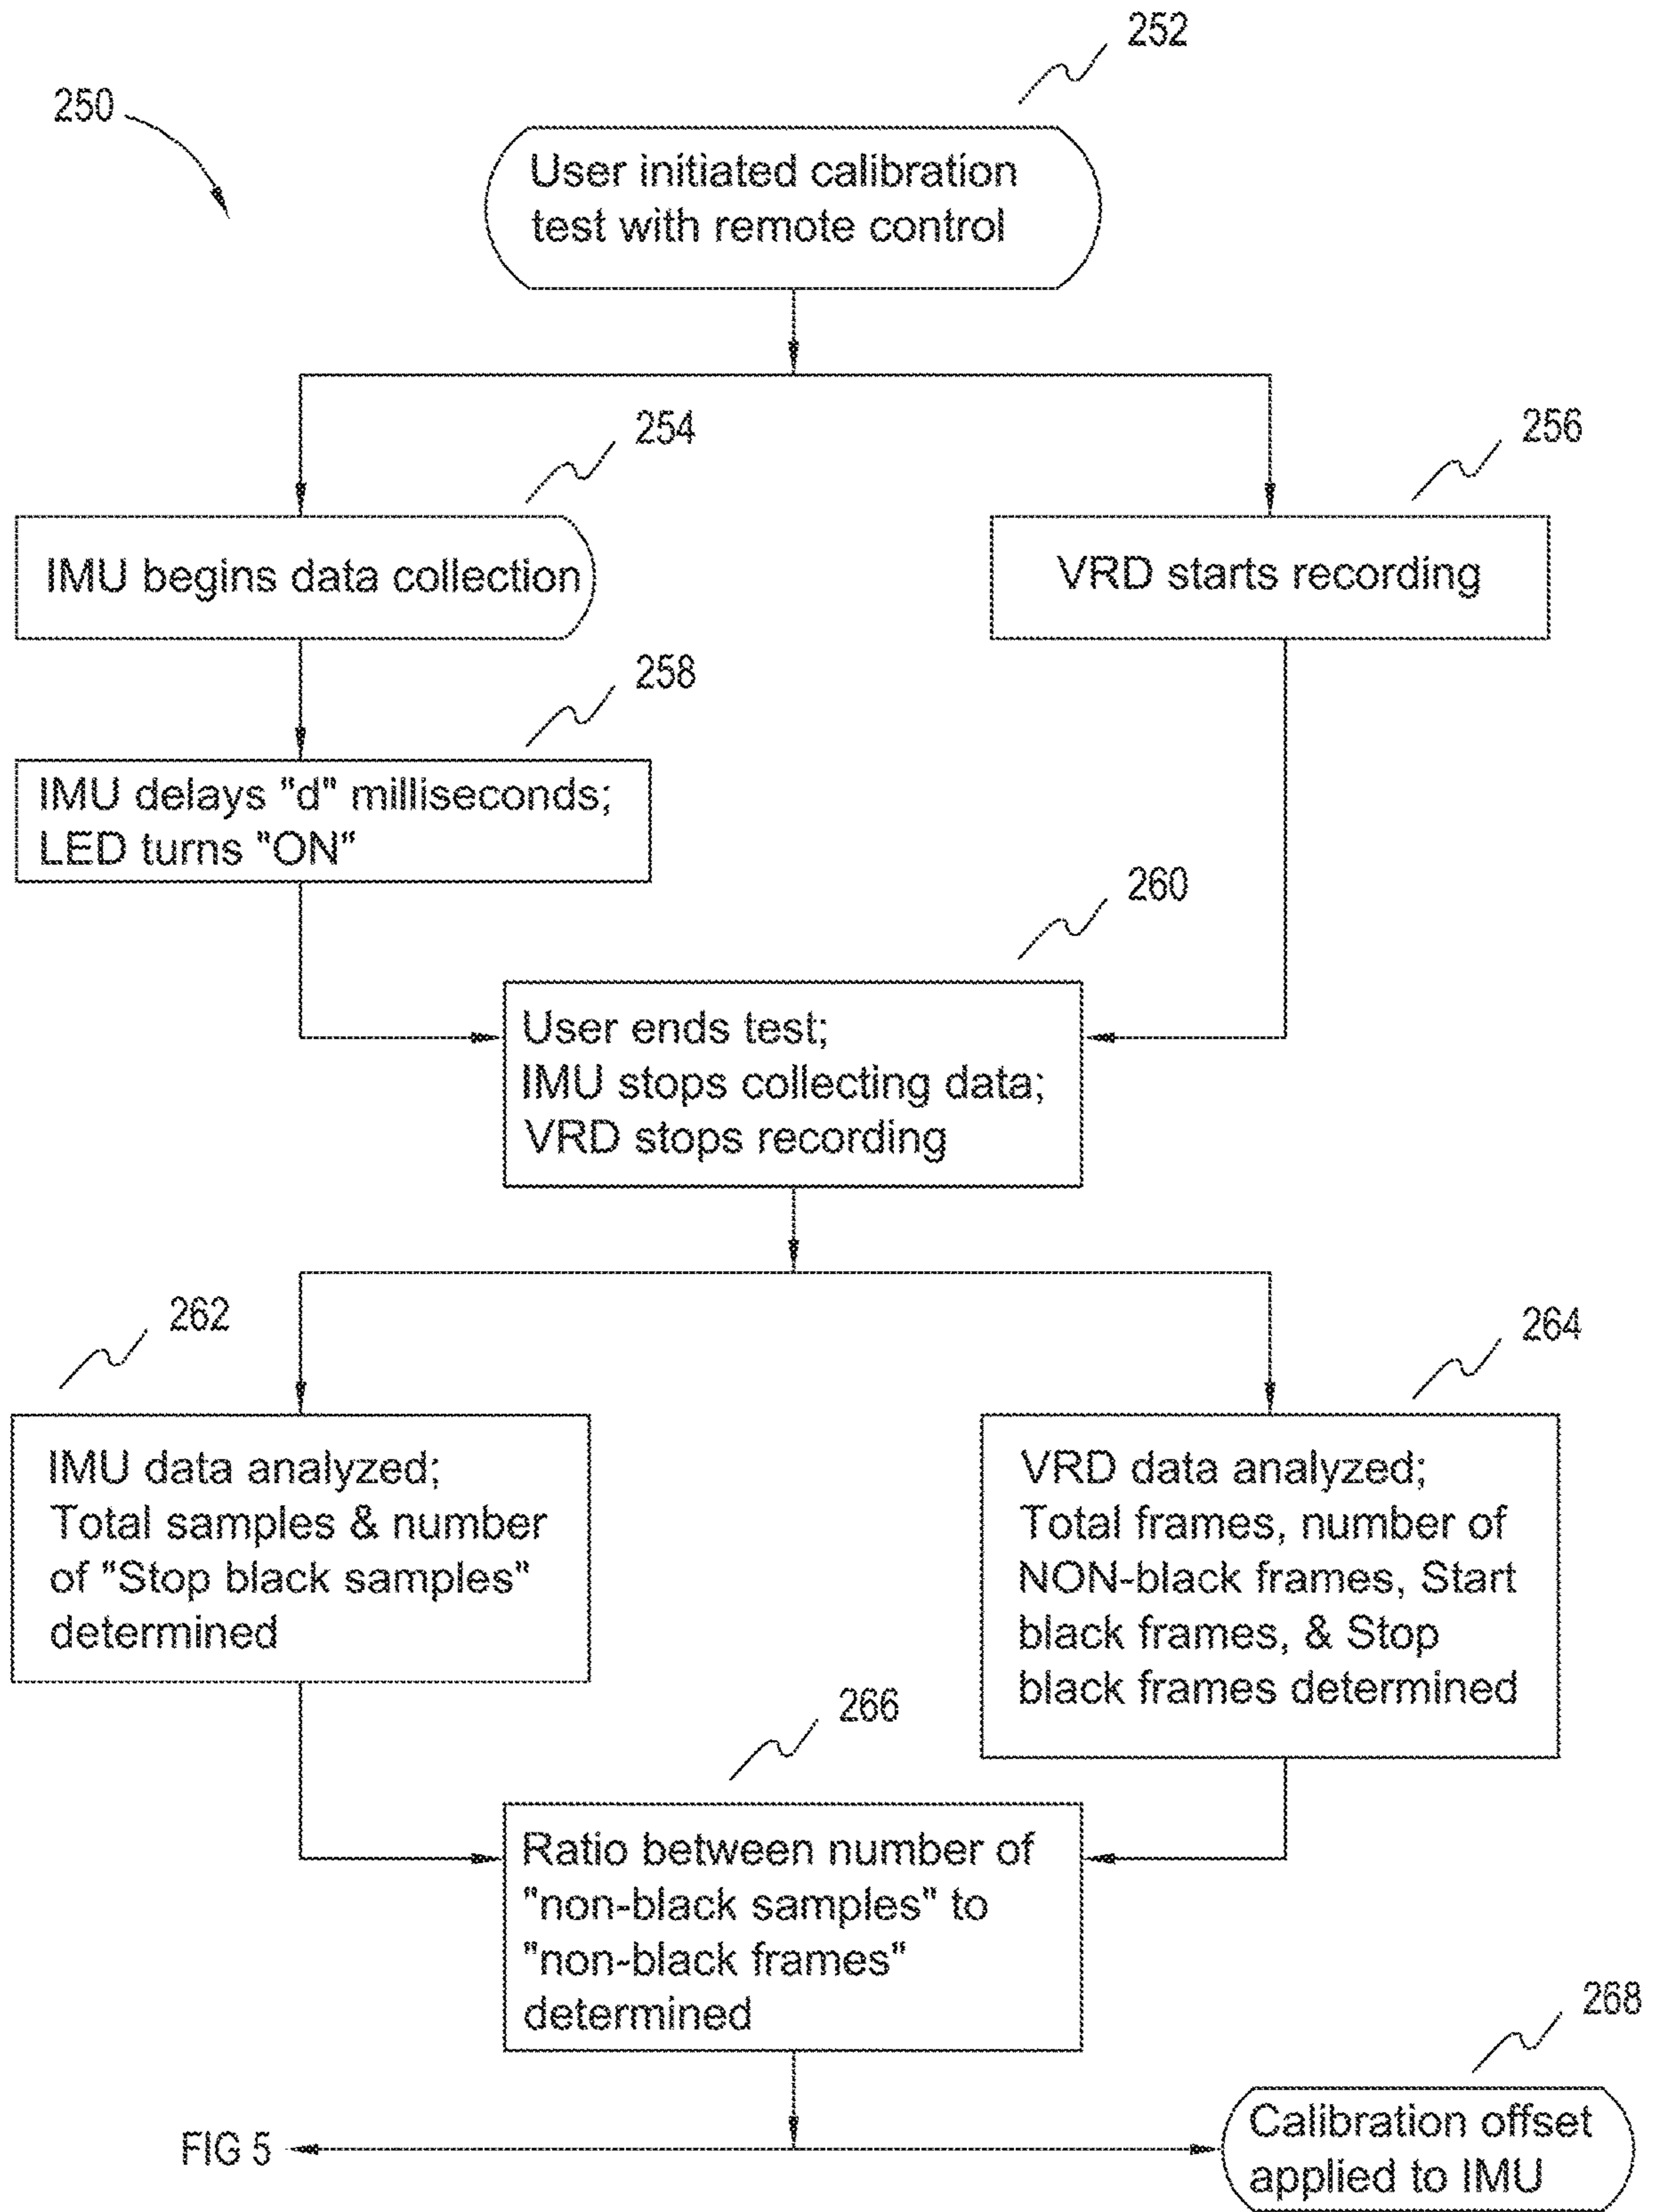 252
250
User initiated calibration
test with remote control
254
256
IMU begins data collection
VRD starts recording
258
IMU delays "d" milliseconds;
LED turns "ON"
260
User ends test;
IMU stops collecting data;
VRD stops recording
262
264
IMU data analyzed;
Total samples & number
of "Stop black samples"
determined
VRD data analyzed;
Total frames, number of
NON-black frames, Start
black frames, & Stop
black frames determined
266
Ratio between number of
"non-black samples" to
"non-black frames"
determined
268
FIG 5
Calibration offset
applied to IMU